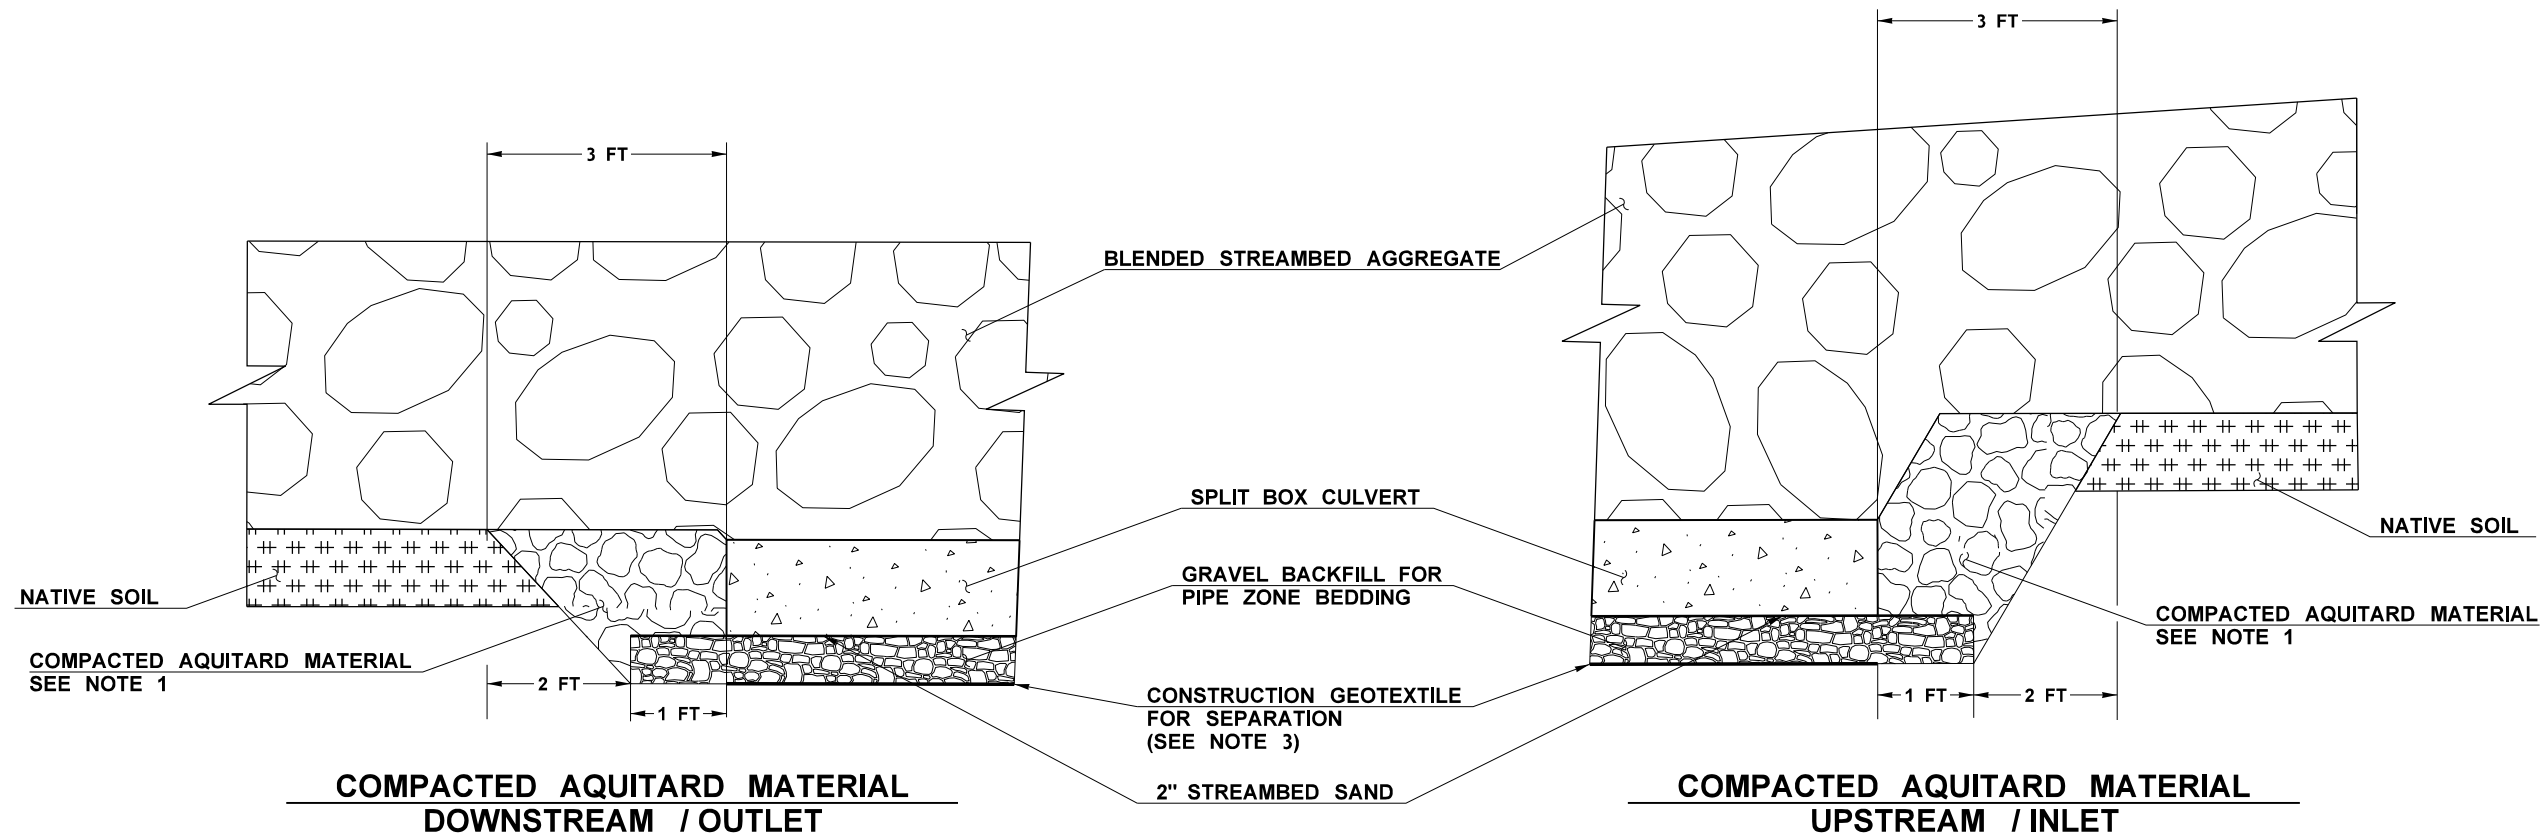 3 FT
3 FT
BLENDED STREAMBED AGGREGATE
SPLIT BOX CULVERT
NATIVE SOIL
GRAVEL BACKFILL FOR
PIPE ZONE BEDDING
NATIVE SOIL
COMPACTED AQUITARD MATERIAL
SEE NOTE 1
COMPACTED AQUITARD MATERIAL
SEE NOTE 1
2 FT
1 FT
CONSTRUCTION GEOTEXTILE
FOR SEPARATION
(SEE NOTE 3)
1 FT
2 FT
2" STREAMBED SAND
COMPACTED AQUITARD MATERIAL
DOWNSTREAM / OUTLET
COMPACTED AQUITARD MATERIAL
UPSTREAM / INLET